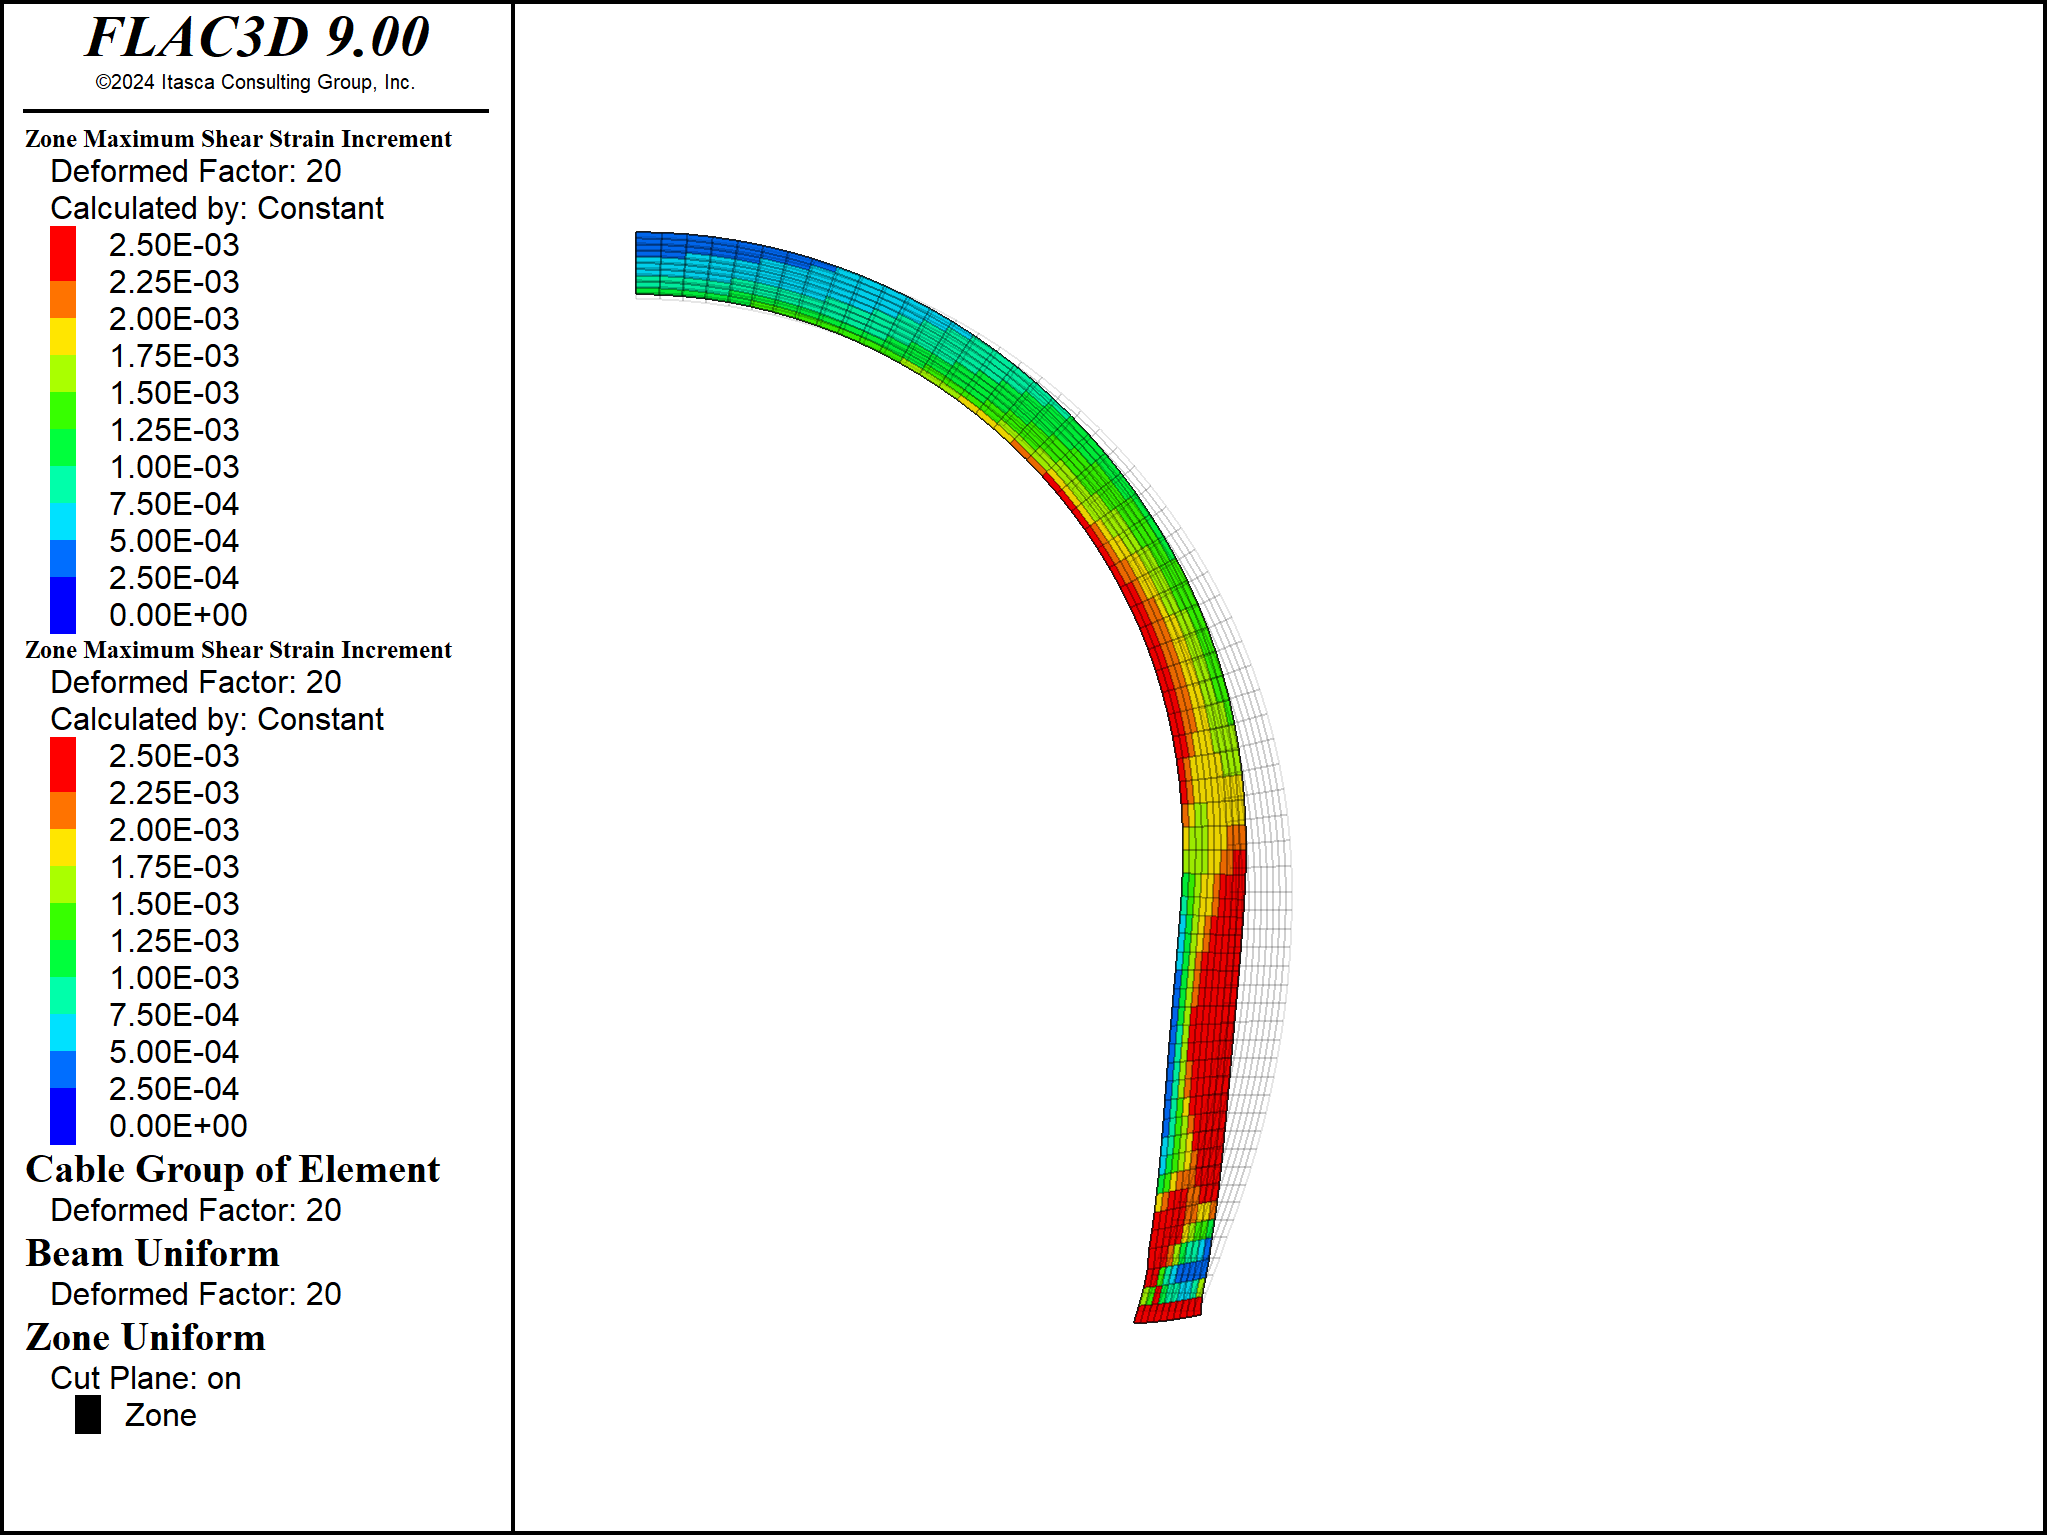 FLAC3D 9.00
©2024 Itasca Consulting Group, Inc.
Zone Maximum Shear Strain Increment
Deformed Factor: 20
Calculated by: Constant
2.50E-03
2.25E-03
2.00E-03
1.75E-03
1.50E-03
1.25E-03
1.00E-03
7.50E-04
5.00E-04
2.50E-04
0.00E+00
Zone Maximum Shear Strain Increment
Deformed Factor: 20
Calculated by: Constant
2.50E-03
2.25E-03
2.00E-03
1.75E-03
1.50E-03
1.25E-03
1.00E-03
7.50E-04
5.00E-04
2.50E-04
0.00E+00
Cable Group of Element
Deformed Factor: 20
Beam Uniform
Deformed Factor: 20
Zone Uniform
Cut Plane: on
Zone